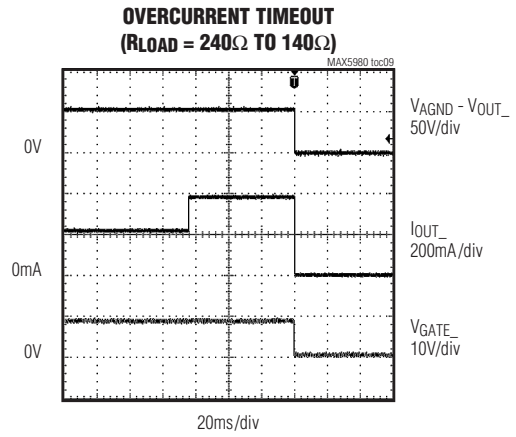 OVERCURRENT TIMEOUT
(RLOAD = 240Ω TO 140Ω)
MAX5980 toc09
VAGND - VOUT_
50V/div
0V
IOUT_
200mA/div
0mA
VGATE_
10V/div
0V
20ms/div